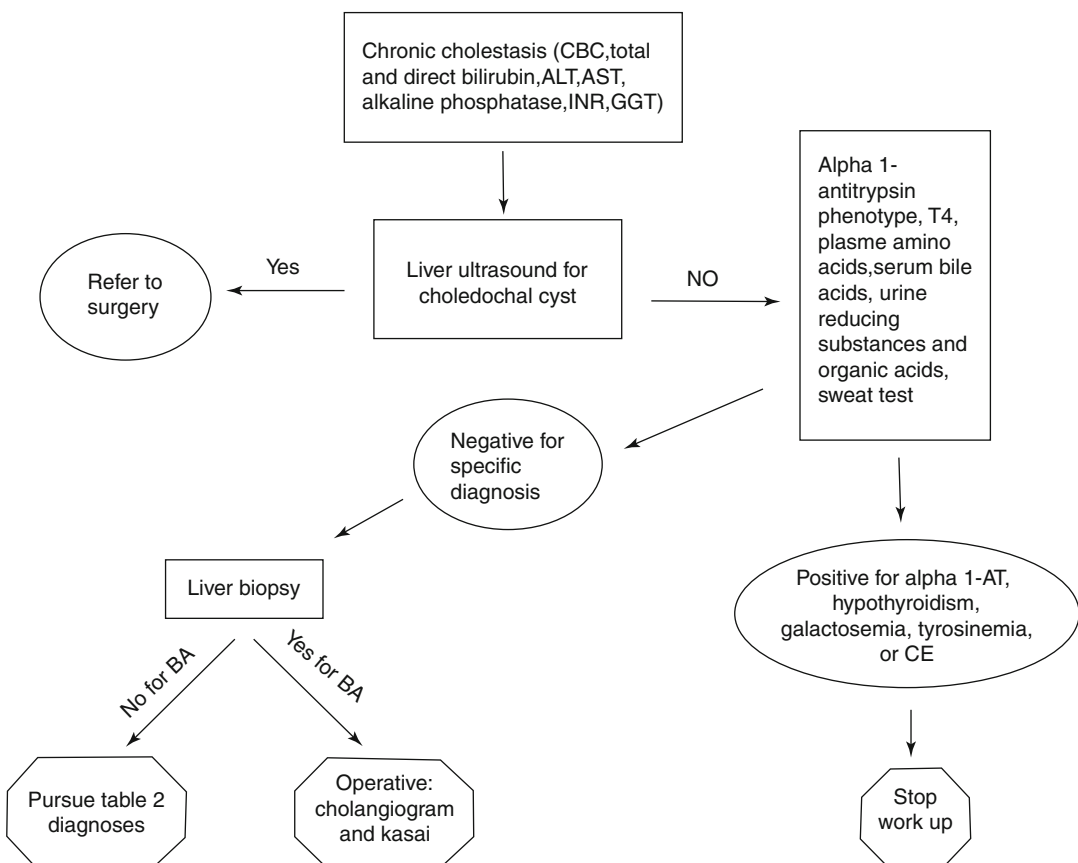 Chronic cholestasis (CBC,total
and direct bilirubin,ALT,AST,
alkaline phosphatase,INR,GGT)
Liver ultrasound for
choledochal cyst
Yes
Refer to
surgery
NO
Alpha 1-
antitrypsin
phenotype, T4,
plasme amino
acids,serum bile
acids, urine
reducing
substances and
organic acids,
sweat test
Negative for
specific
diagnosis
Positive for alpha 1-AT,
hypothyroidism,
galactosemia, tyrosinemia,
or CE
Liver biopsy
No for BA
Yes for BA
Pursue table 2
diagnoses
Operative:
cholangiogram
and kasai
Stop
work up